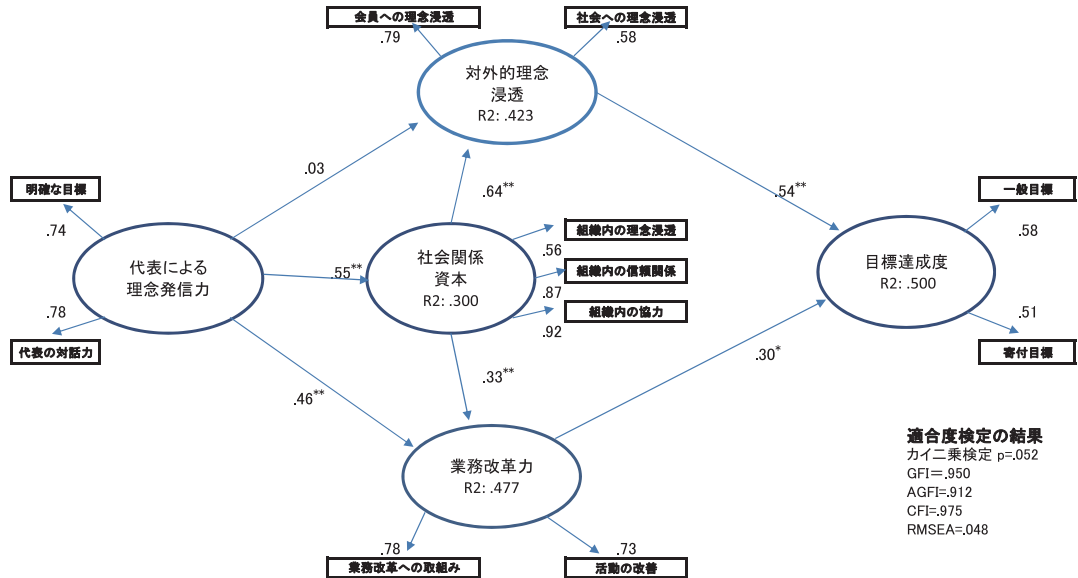 会員への理念浸透
社会への理念浸透
.79
.58
対外的理念
浸透
R2: .423
.03
.64**
.54**
明確な目標
.74
一般目標
.58
代表による
理念発信力
.55**
社会関係
資本
R2: .300
組織内の理念浸透
.56
組織内の信頼関係
.87
組織内の協力
.92
目標達成度
R2: .500
.78
代表の対話力
.51
寄付目標
.46**
.33**
.30*
業務改革力
R2: .477
.78
業務改革への取組み
.73
活動の改善
適合度検定の結果
カイ二乗検定 p=.052
GFI=.950
AGFI=.912
CFI=.975
RMSEA=.048